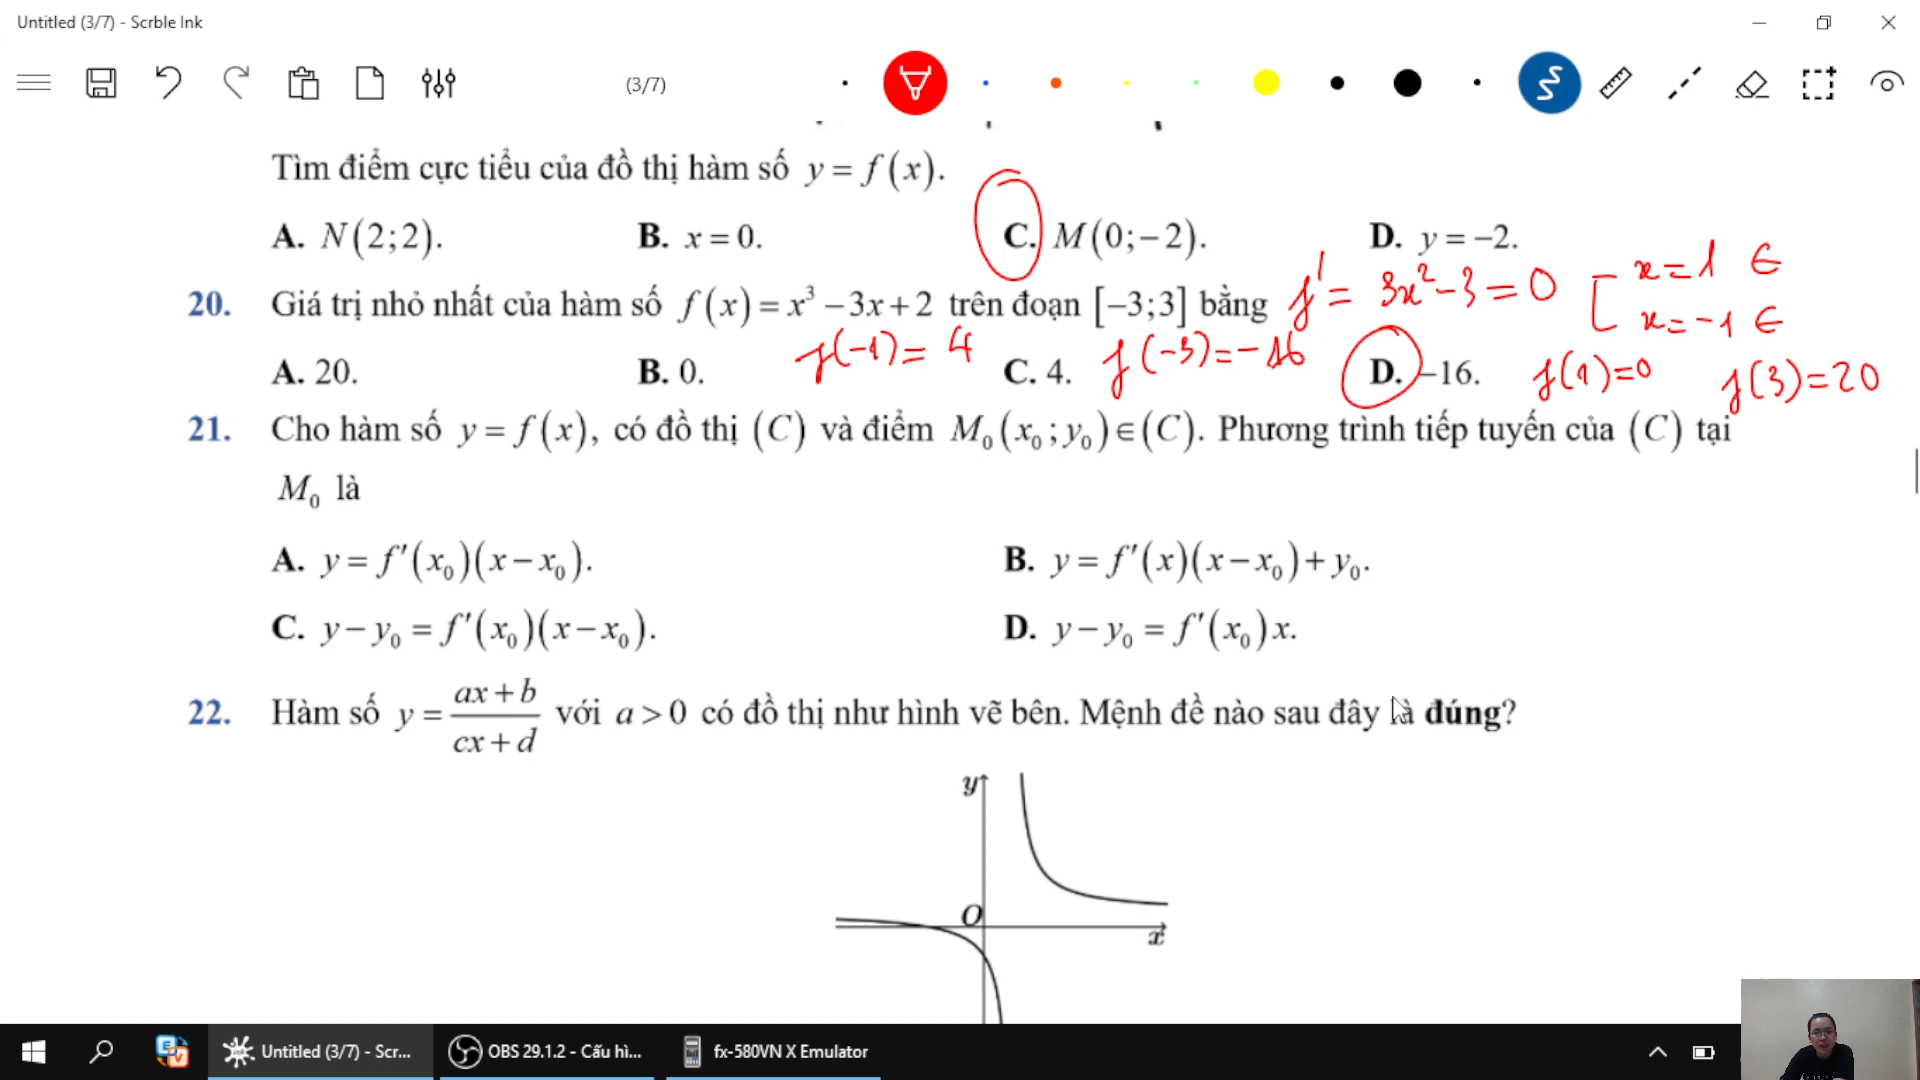 Untitled (3/7) - Scrble Ink
(3/7)
Tìm điểm cực tiểu của đồ thị hàm số y = f(x).
A. N(2;2). B. x = 0. C. M(0;−2). D. y = −2.
20. Giá trị nhỏ nhất của hàm số f(x) = x³ − 3x + 2 trên đoạn [−3;3] bằng
f' = 3x² − 3 = 0 [ x = 1 ∈
x = −1 ∈
f(−1) = 4 f(−3) = −16 f(1) = 0 f(3) = 20
A. 20. B. 0. C. 4. D. −16.
21. Cho hàm số y = f(x), có đồ thị (C) và điểm M₀(x₀; y₀) ∈ (C). Phương trình tiếp tuyến của (C) tại
M₀ là
A. y = f'(x₀)(x − x₀). B. y = f'(x)(x − x₀) + y₀.
C. y − y₀ = f'(x₀)(x − x₀). D. y − y₀ = f'(x₀)x.
22. Hàm số y = (ax + b)/(cx + d) với a > 0 có đồ thị như hình vẽ bên. Mệnh đề nào sau đây là đúng?
y
O
x
Untitled (3/7) - Scr... OBS 29.1.2 - Cấu hì... fx-580VN X Emulator